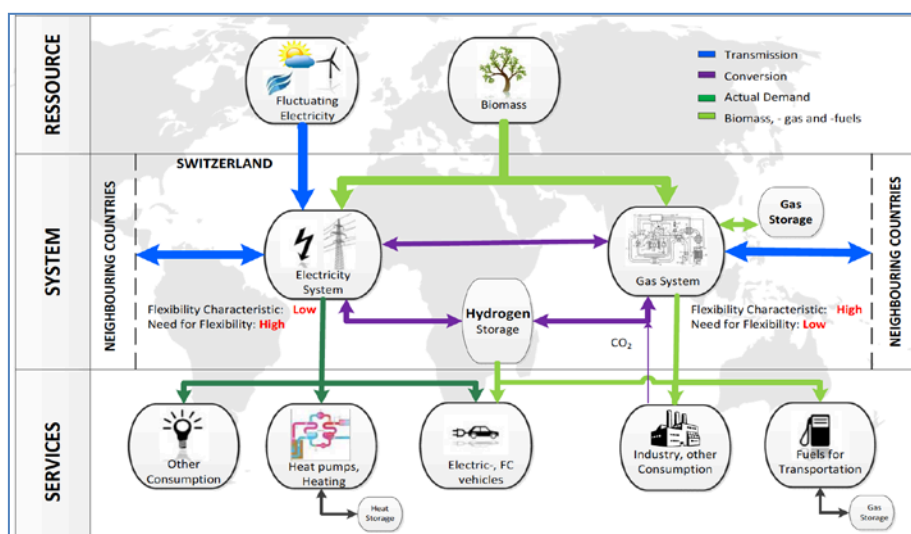 RESSOURCE
Fluctuating
Electricity
Biomass
Transmission
Conversion
Actual Demand
Biomass, - gas and -fuels
SYSTEM
NEIGHBOURING COUNTRIES
SWITZERLAND
Electricity
System
Flexibility Characteristic: Low
Need for Flexibility: High
Hydrogen
Storage
Gas System
Gas
Storage
Flexibility Characteristic: High
Need for Flexibility: Low
CO₂
NEIGHBOURING COUNTRIES
SERVICES
Other
Consumption
Heat pumps,
Heating
Heat
Storage
Electric-, FC
vehicles
Industry, other
Consumption
Fuels for
Transportation
Gas
Storage